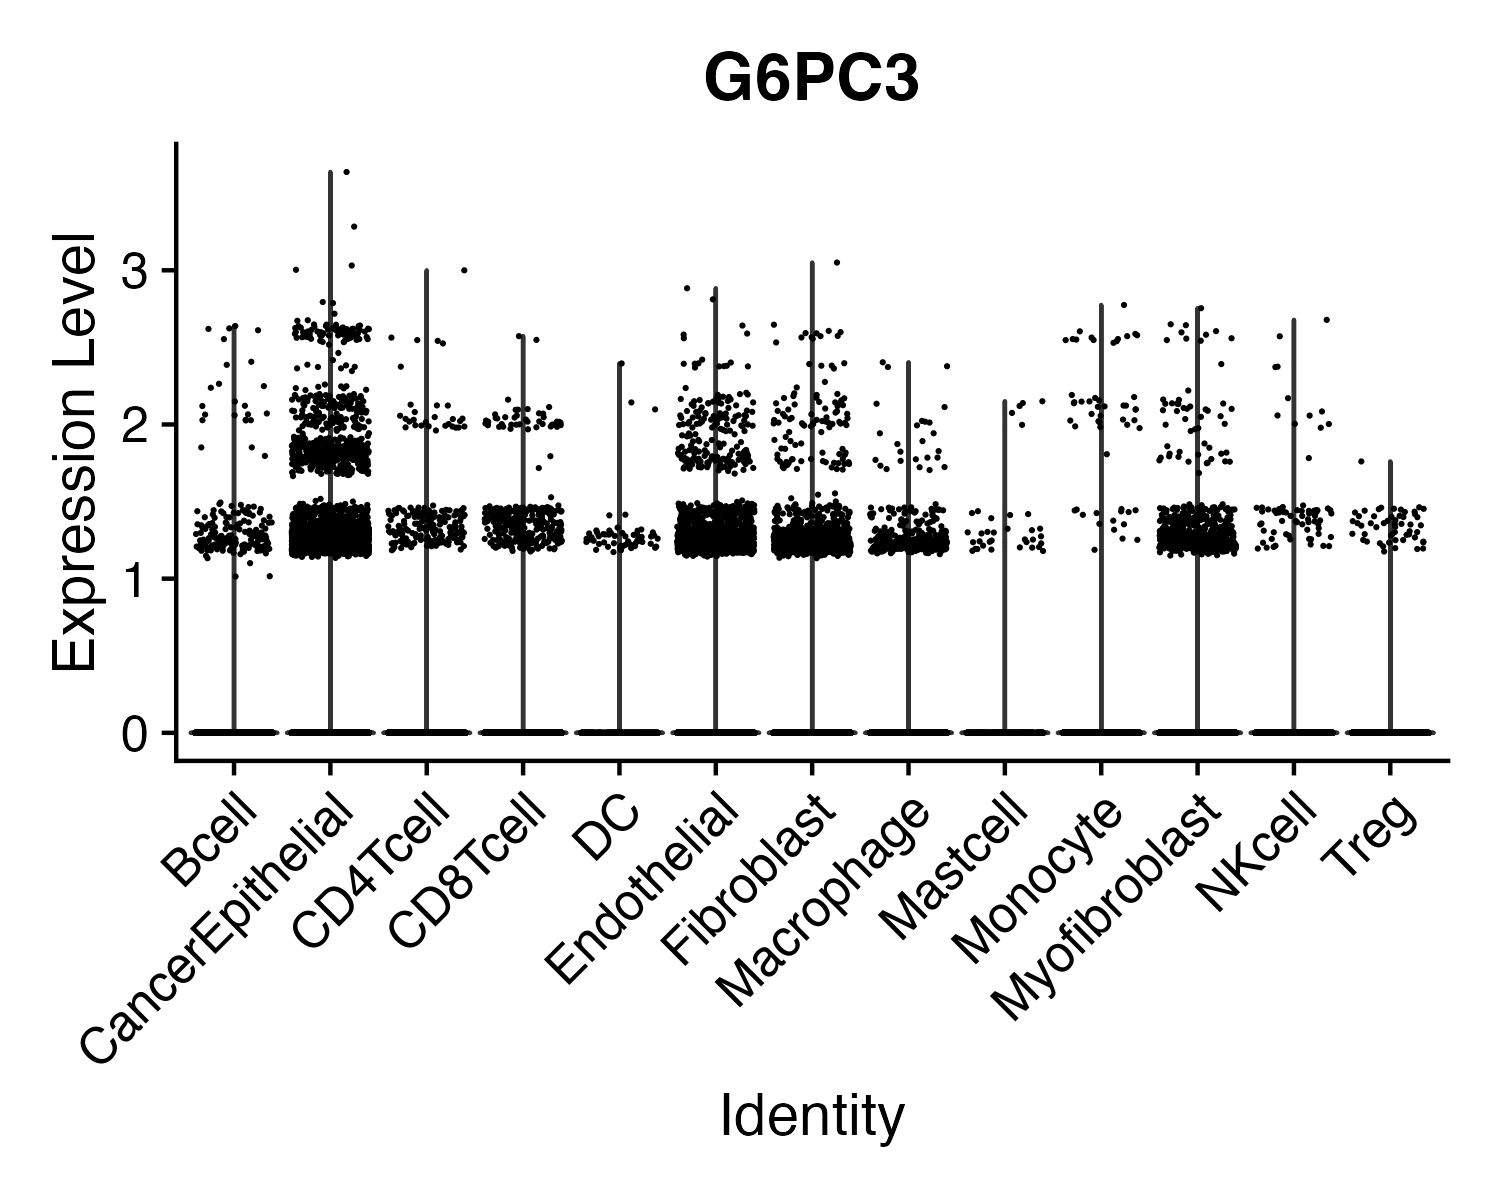 G6PC3
Expression Level
3
2
1
0
Bcell
CancerEpithelial
CD4Tcell
CD8Tcell
DC
Endothelial
Fibroblast
Macrophage
Mastcell
Monocyte
Myofibroblast
NKcell
Treg
Identity